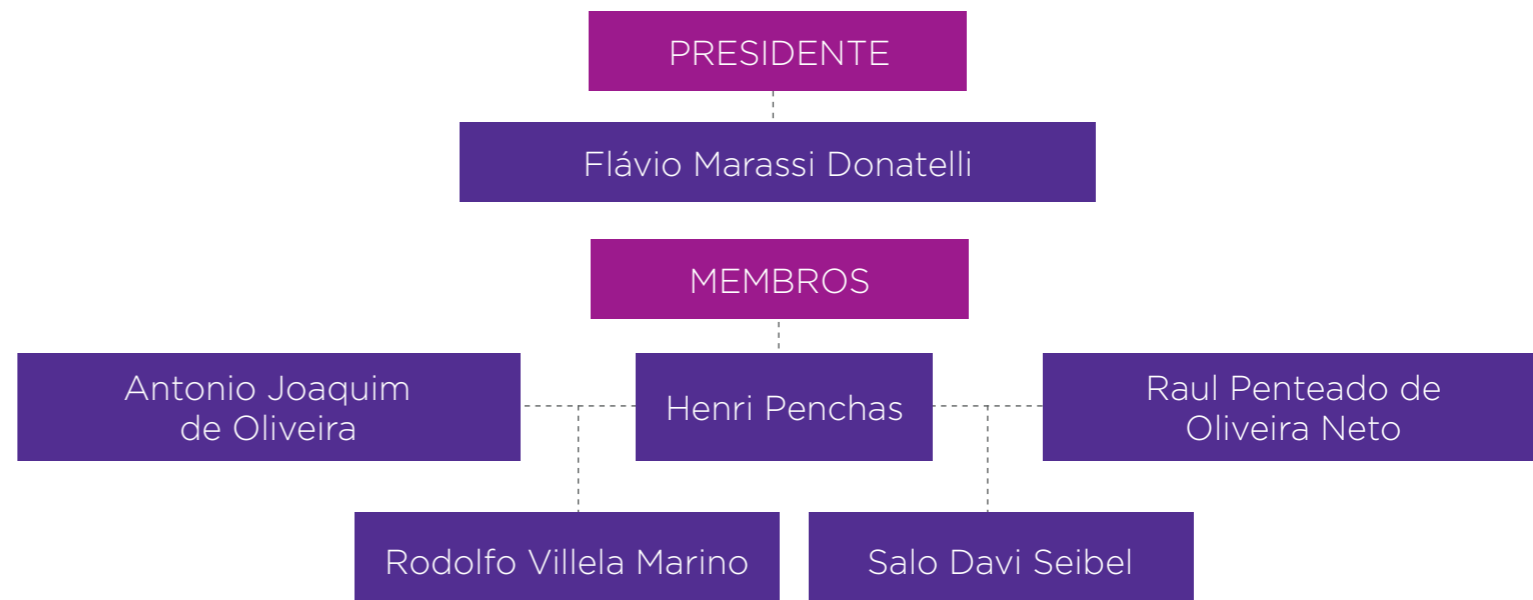 PRESIDENTE
Flávio Marassi Donatelli
MEMBROS
Antonio Joaquim
de Oliveira
Henri Penchas
Raul Penteado de
Oliveira Neto
Rodolfo Villela Marino
Salo Davi Seibel